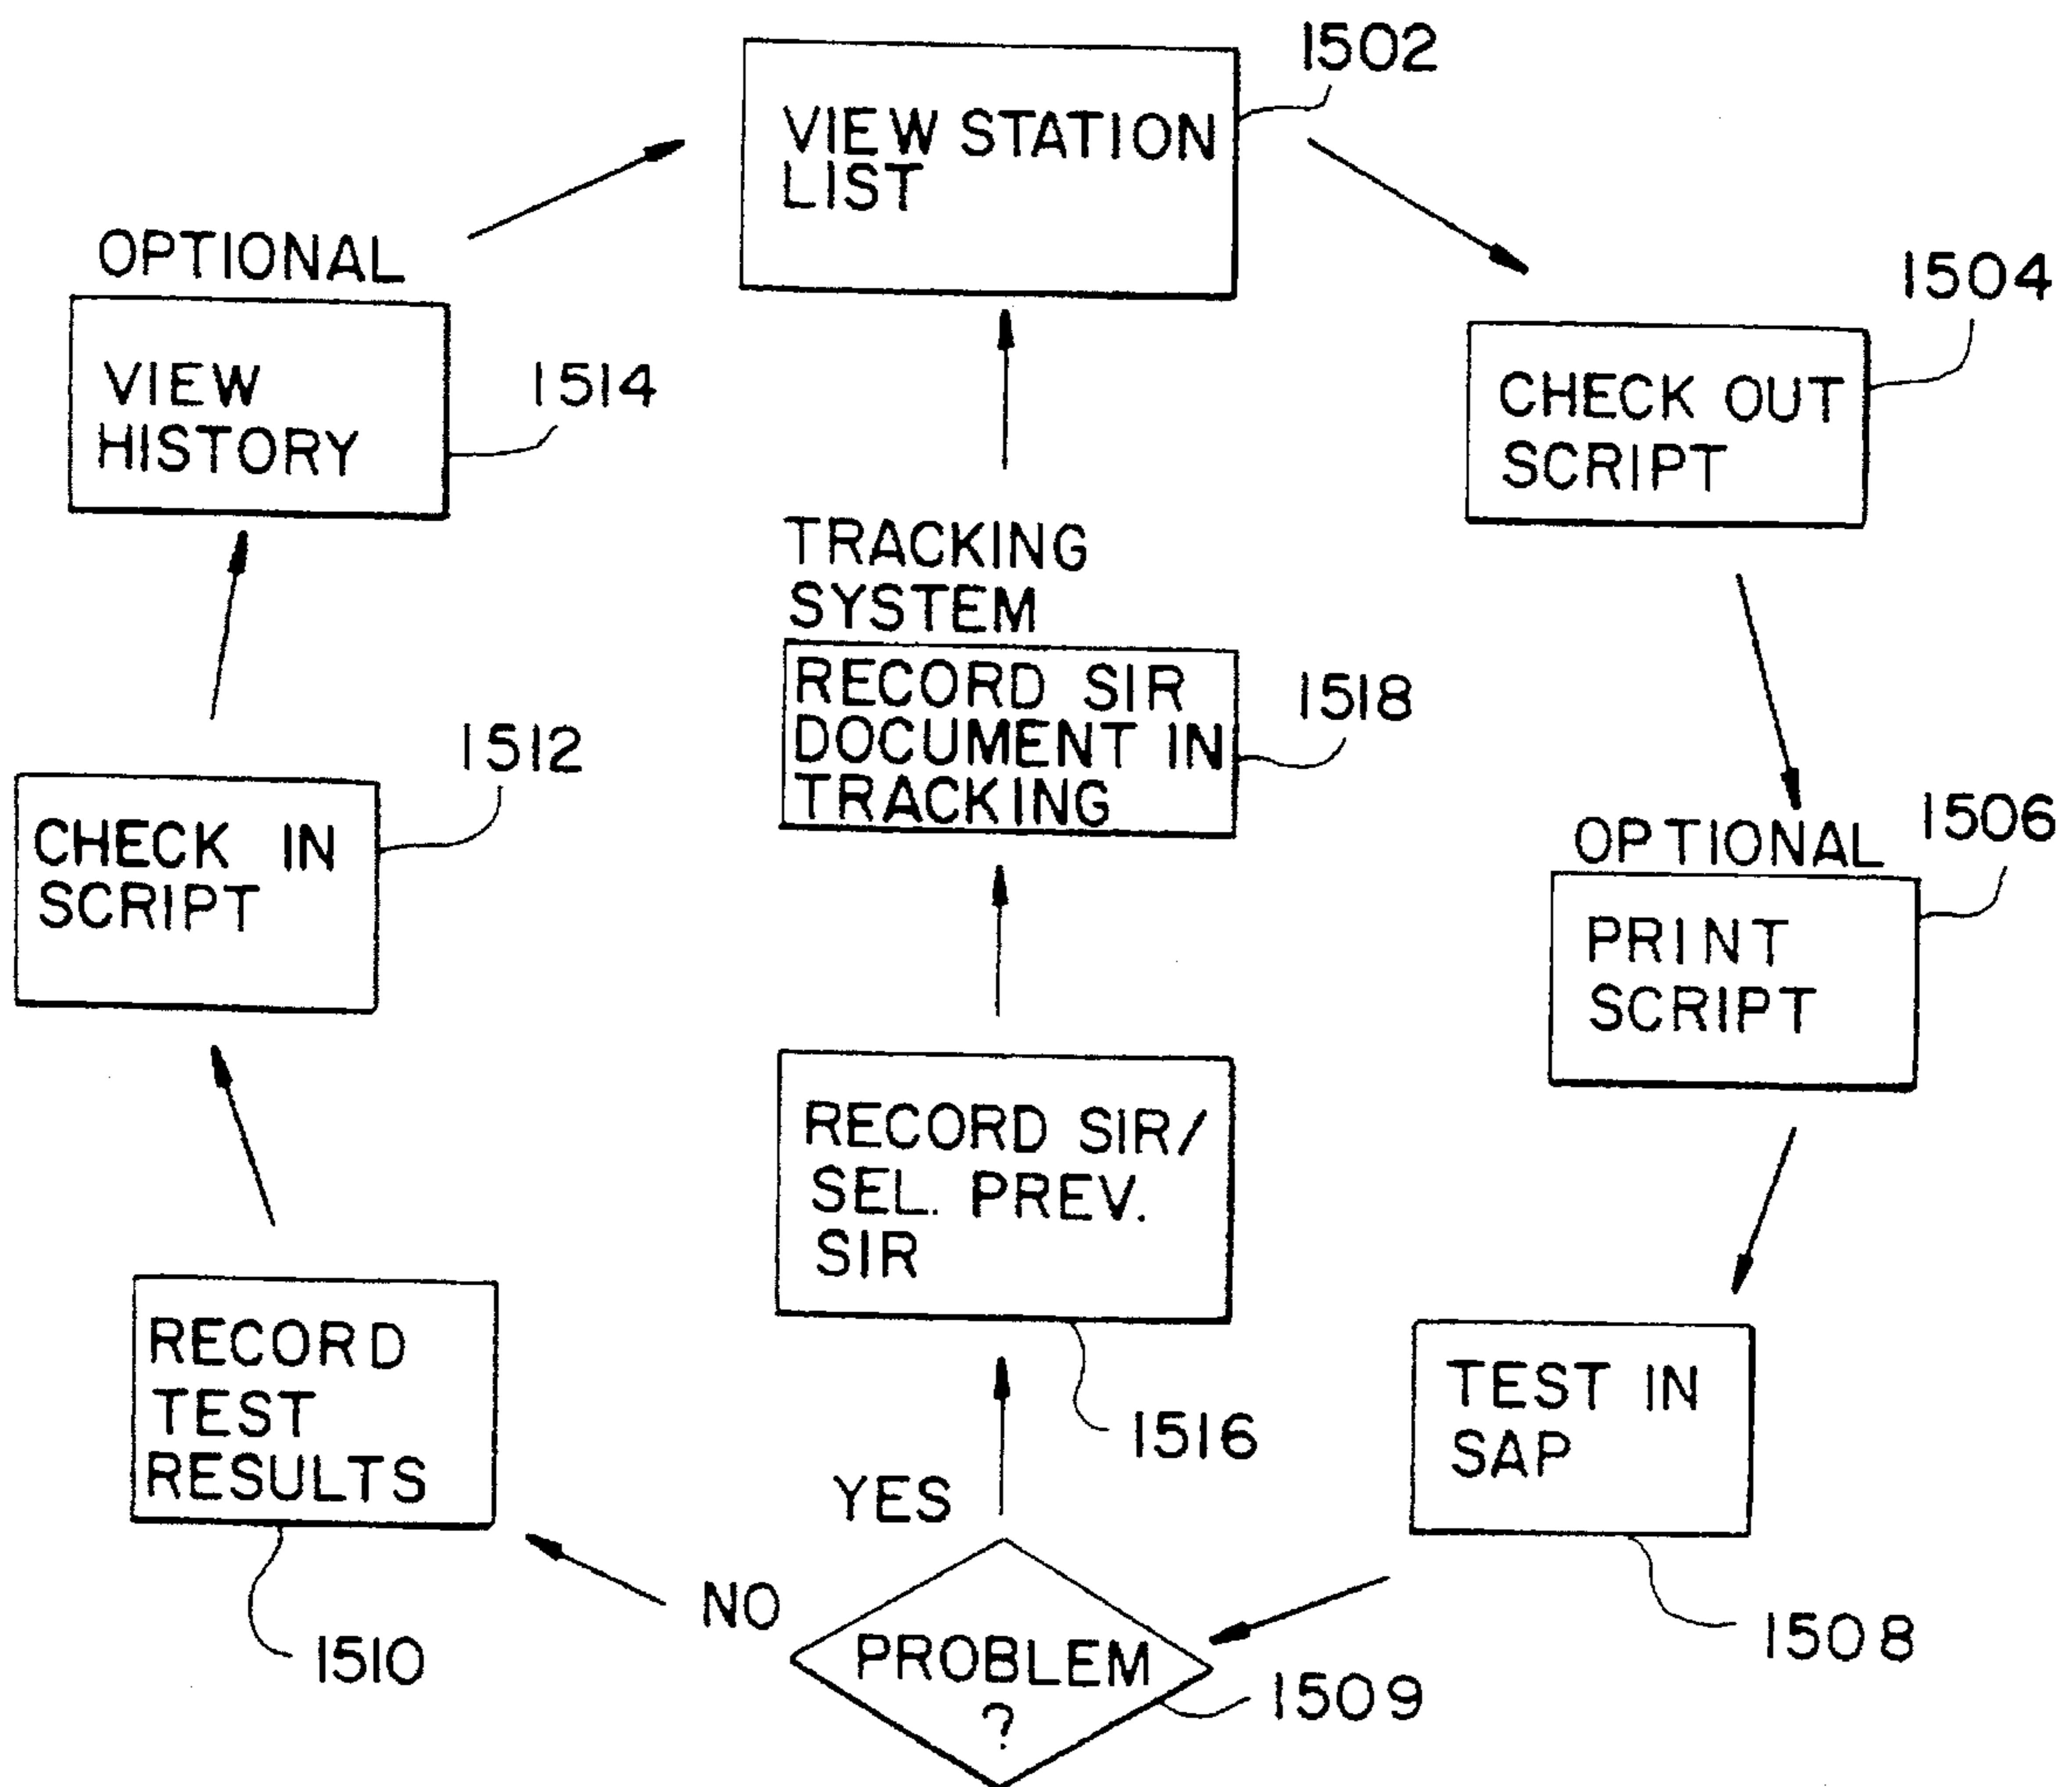 1502
VIEW STATION
LIST
OPTIONAL
1504
VIEW
HISTORY
1514
CHECK OUT
SCRIPT
TRACKING
SYSTEM
RECORD SIR
DOCUMENT IN
TRACKING
1518
1512
CHECK IN
SCRIPT
OPTIONAL
1506
PRINT
SCRIPT
RECORD SIR/
SEL. PREV.
SIR
1516
RECORD
TEST
RESULTS
1510
TEST IN
SAP
1508
YES
NO
PROBLEM
?
1509